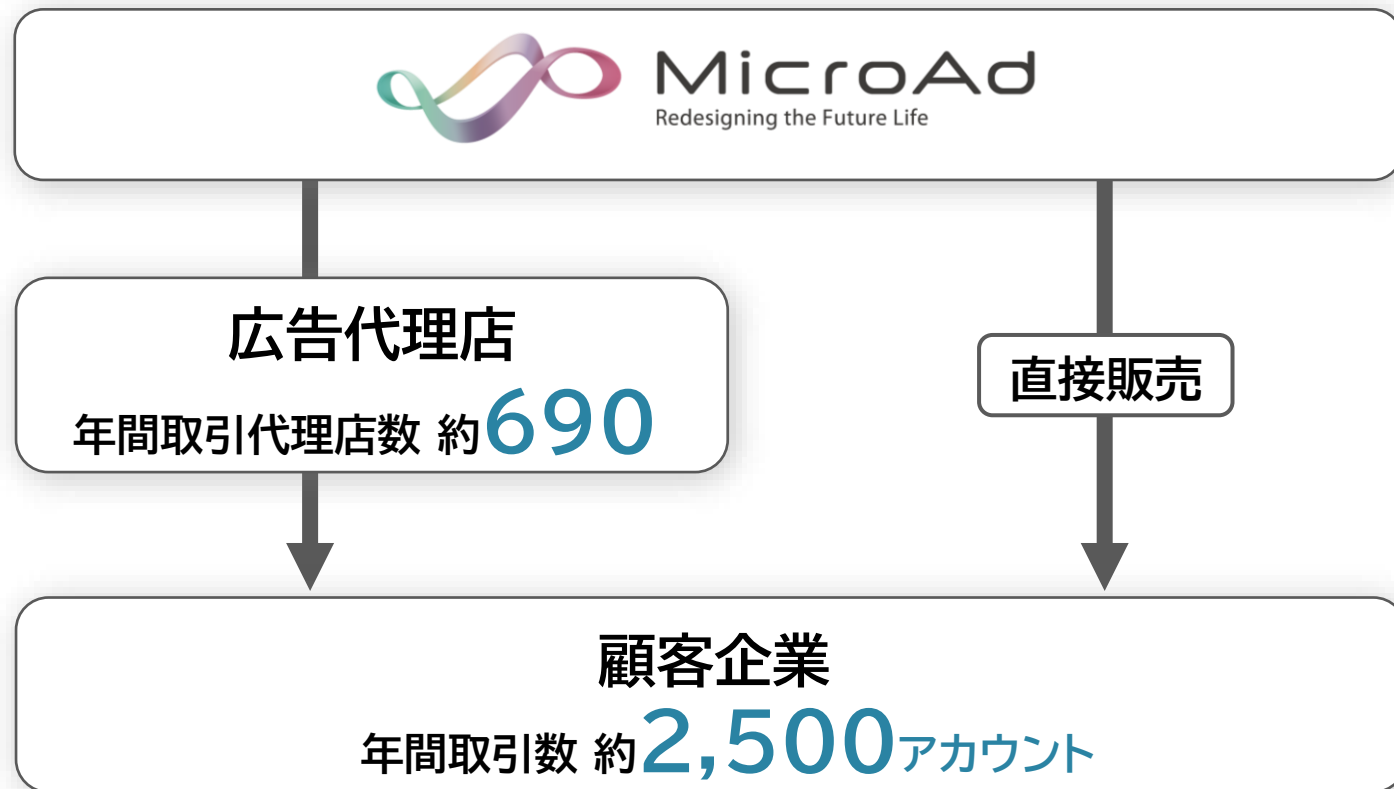 MicroAd
Redesigning the Future Life
広告代理店
年間取引代理店数 約690
直接販売
顧客企業
年間取引数 約2,500アカウント